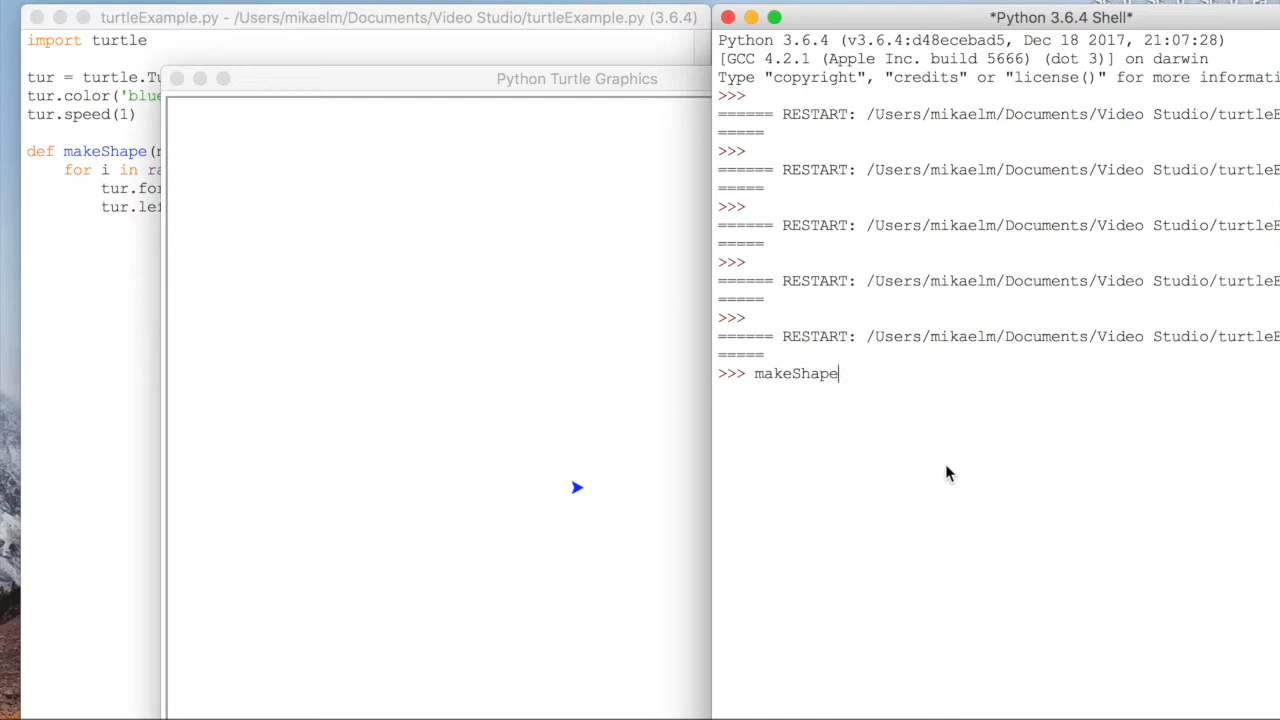 turtleExample.py - /Users/mikaelm/Documents/Video Studio/turtleExample.py (3.6.4)
import turtle
tur = turtle.Tu
tur.color('blue
tur.speed(1)
def makeShape(
for i in ra
tur.for
tur.lef
Python Turtle Graphics
*Python 3.6.4 Shell*
Python 3.6.4 (v3.6.4:d48ecebad5, Dec 18 2017, 21:07:28)
[GCC 4.2.1 (Apple Inc. build 5666) (dot 3)] on darwin
Type "copyright", "credits" or "license()" for more informati
>>>
====== RESTART: /Users/mikaelm/Documents/Video Studio/turtleE
=====
>>>
====== RESTART: /Users/mikaelm/Documents/Video Studio/turtleE
=====
>>>
====== RESTART: /Users/mikaelm/Documents/Video Studio/turtleE
=====
>>>
====== RESTART: /Users/mikaelm/Documents/Video Studio/turtleE
=====
>>>
====== RESTART: /Users/mikaelm/Documents/Video Studio/turtleE
=====
>>> makeShape